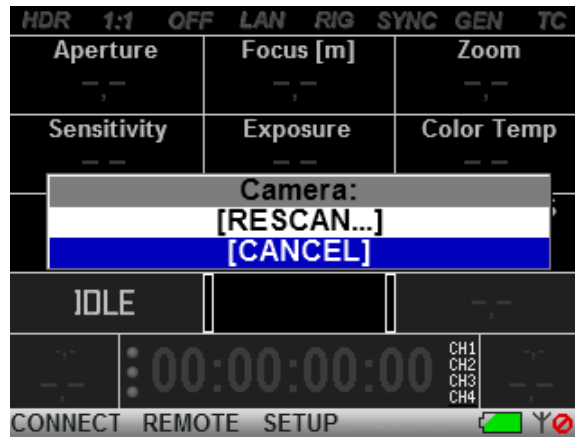 HDR 1:1 OFF LAN RIG SYNC GEN TC
Aperture Focus [m] Zoom
-,- -,- -,-
Sensitivity Exposure Color Temp
-- -- --
Camera:
[RESCAN...]
[CANCEL]
IDLE -,-
-,- 00:00:00:00 CH1 -,-
CH2
-,- CH3 -,-
CH4
CONNECT REMOTE SETUP